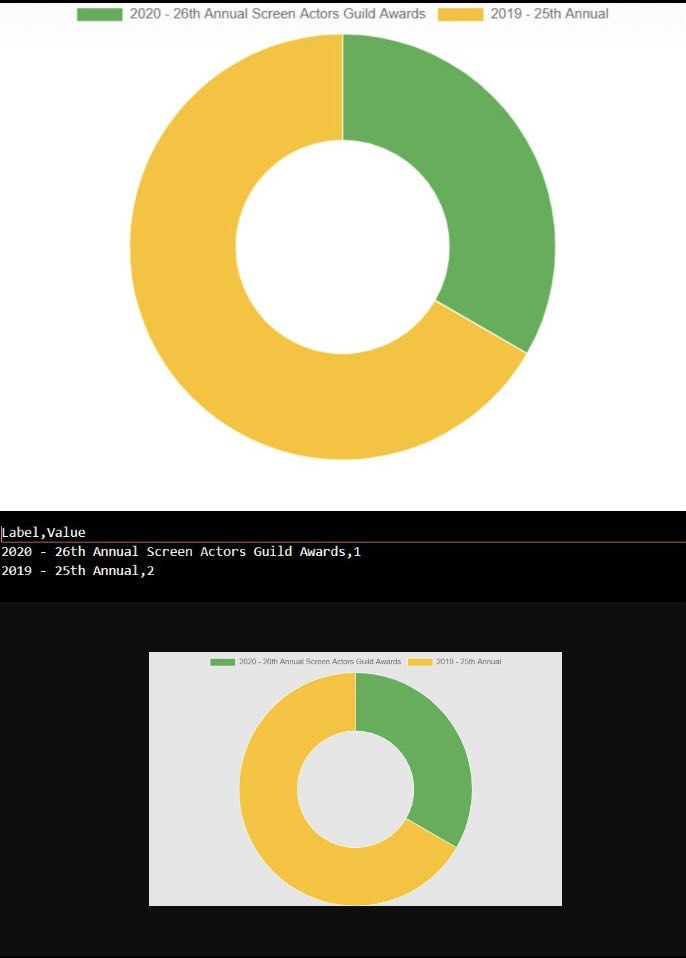 2020 - 26th Annual Screen Actors Guild Awards 2019 - 25th Annual
Label,Value
2020 - 26th Annual Screen Actors Guild Awards,1
2019 - 25th Annual,2
2020 - 26th Annual Screen Actors Guild Awards 2019 - 25th Annual